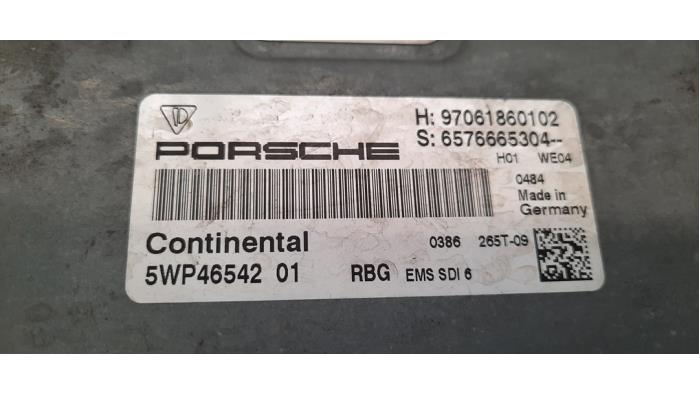 H: 97061860102
S: 6576665304--
PORSCHE
H01 WE04
0484
Made in
Germany
Continental
0386 265T-09
5WP46542 01 RBG EMS SDI 6